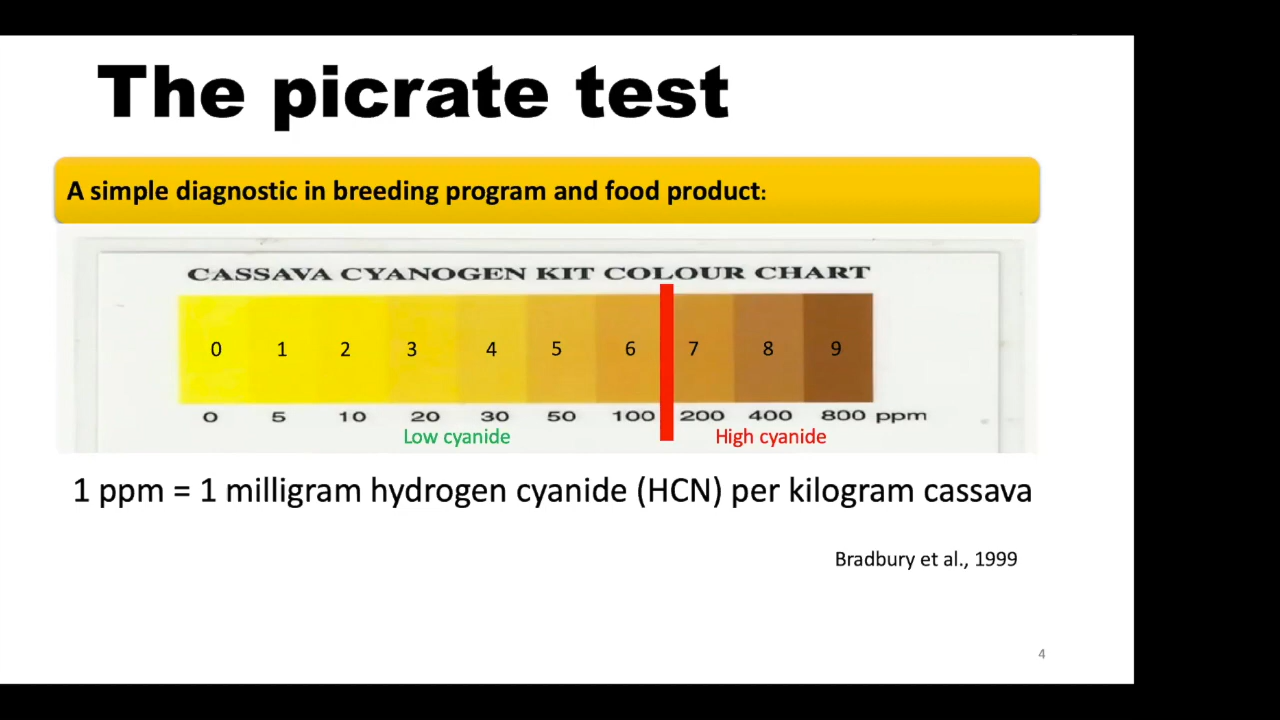 The picrate test
A simple diagnostic in breeding program and food product:
CASSAVA CYANOGEN KIT COLOUR CHART
0 1 2 3 4 5 6 7 8 9
0 5 10 20 30 50 100 200 400 800 ppm
Low cyanide High cyanide
1 ppm = 1 milligram hydrogen cyanide (HCN) per kilogram cassava
Bradbury et al., 1999
4